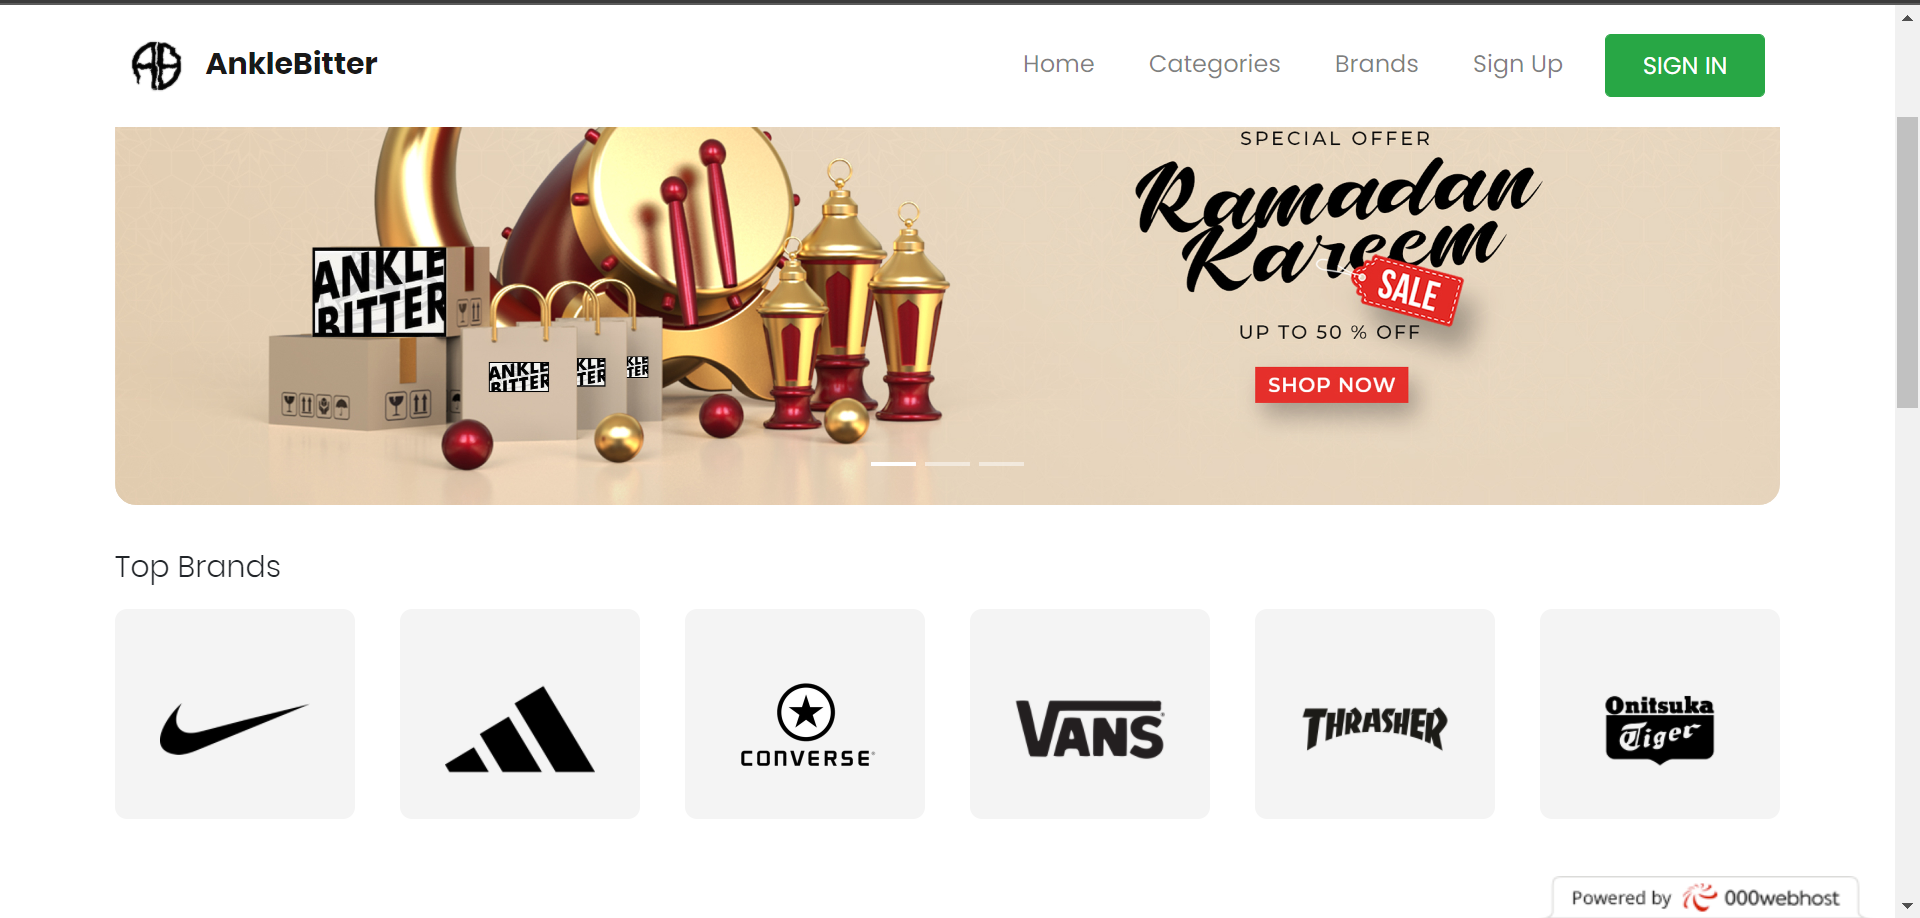 AnkleBitter
Home
Categories
Brands
Sign Up
SIGN IN
SPECIAL OFFER
Ramadan
Kareem
SALE
UP TO 50 % OFF
SHOP NOW
ANKLE
BITTER
ANKLE
BITTER
KLE
TER
KLE
TER
Top Brands
CONVERSE
VANS
THRASHER
Onitsuka
Tiger
Powered by 000webhost